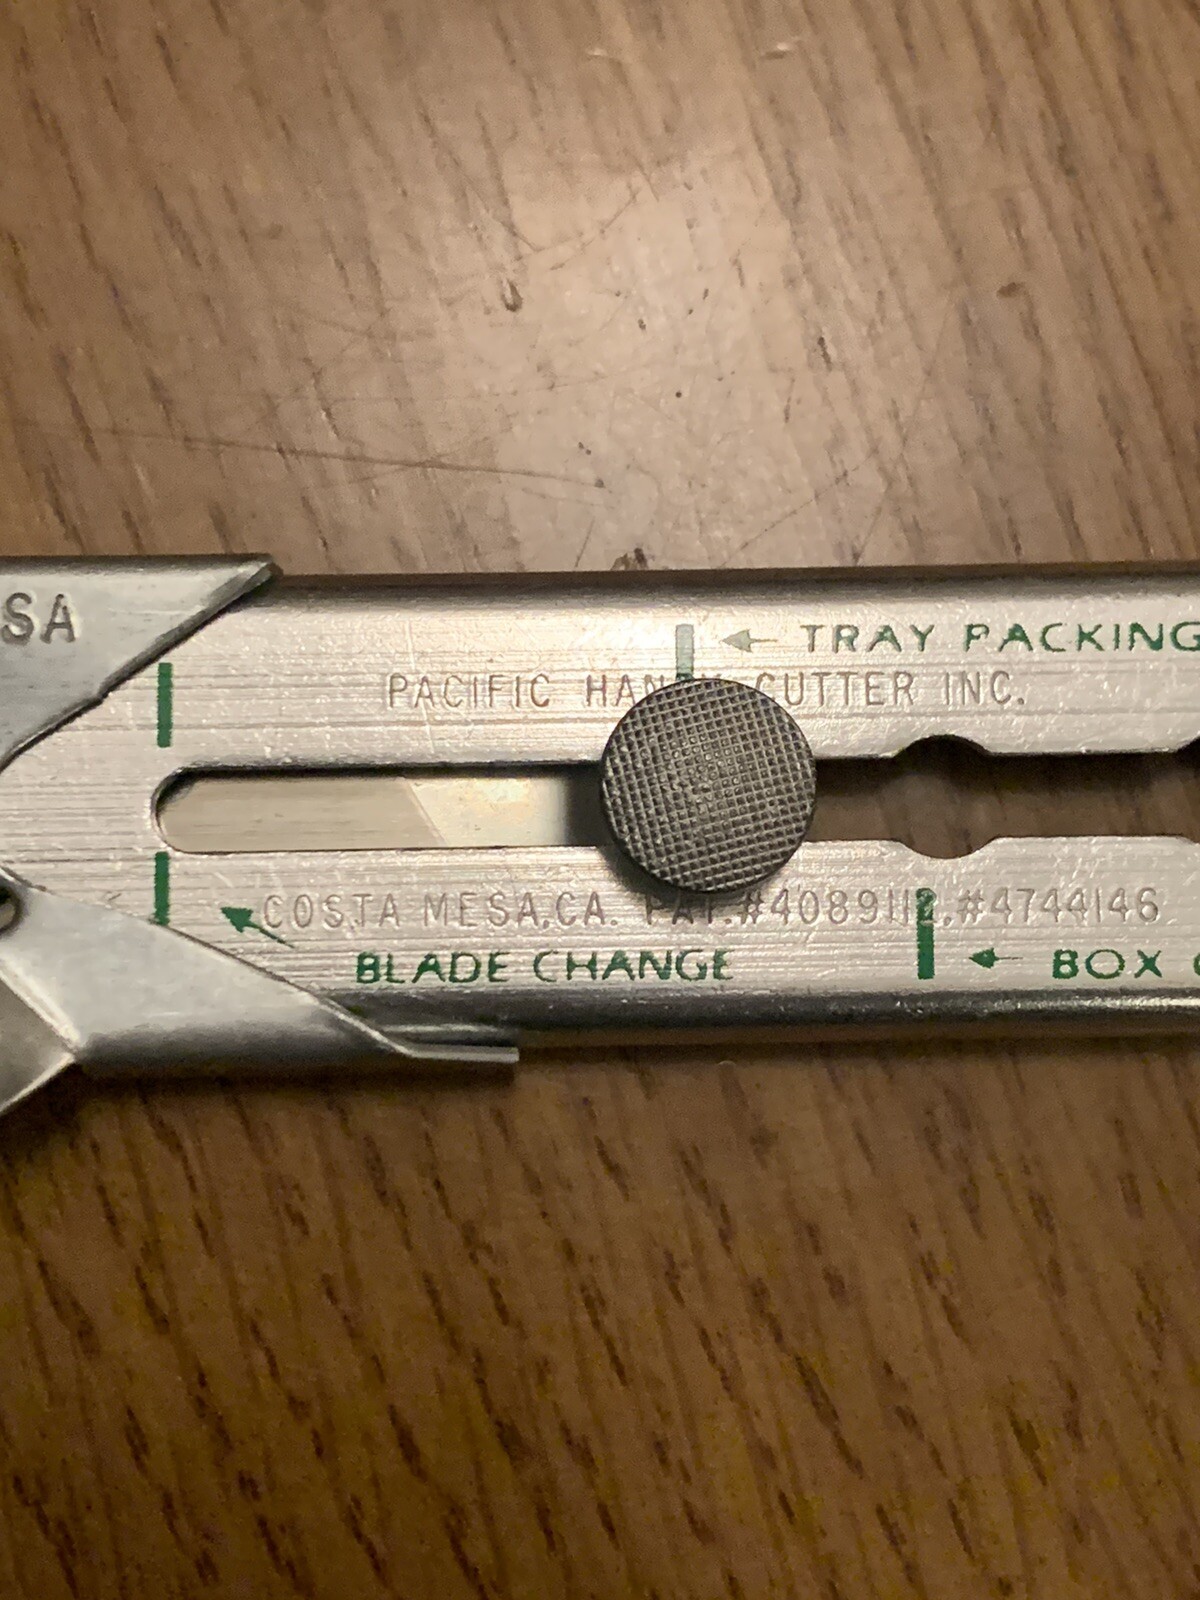 SA
TRAY PACKING
PACIFIC HAN CUTTER INC.
COSTA MESA, CA. PAT. #4089112, #4744146
BLADE CHANGE
BOX